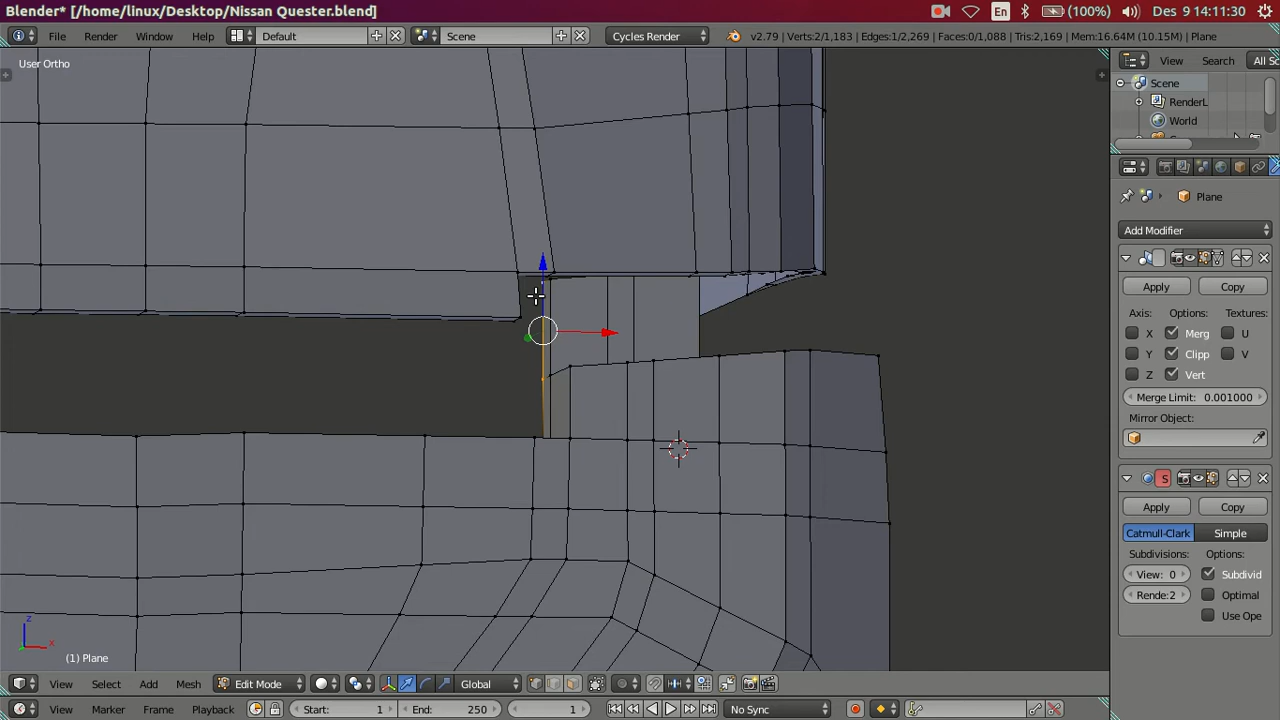 Blender* [/home/linux/Desktop/Nissan Quester.blend]
En (100%) Des 9 14:11:30
File Render Window Help Default Scene Cycles Render v2.79 | Verts:2/1,183 | Edges:1/2,269 | Faces:0/1,088 | Tris:2,169 | Mem:16.64M (10.15M) | Plane
User Ortho
View Search All Sc
Scene
RenderL
World
Plane
Add Modifier
Apply Copy
Axis: Options: Textures:
X Merg U
Y Clipp V
Z Vert
Merge Limit: 0.001000
Mirror Object:
S
Apply Copy
Catmull-Clark Simple
Subdivisions: Options:
View: 0 Subdivid
Rende:2 Optimal
Use Ope
z
x
(1) Plane
View Select Add Mesh Edit Mode Global
View Marker Frame Playback Start: 1 End: 250 1 No Sync